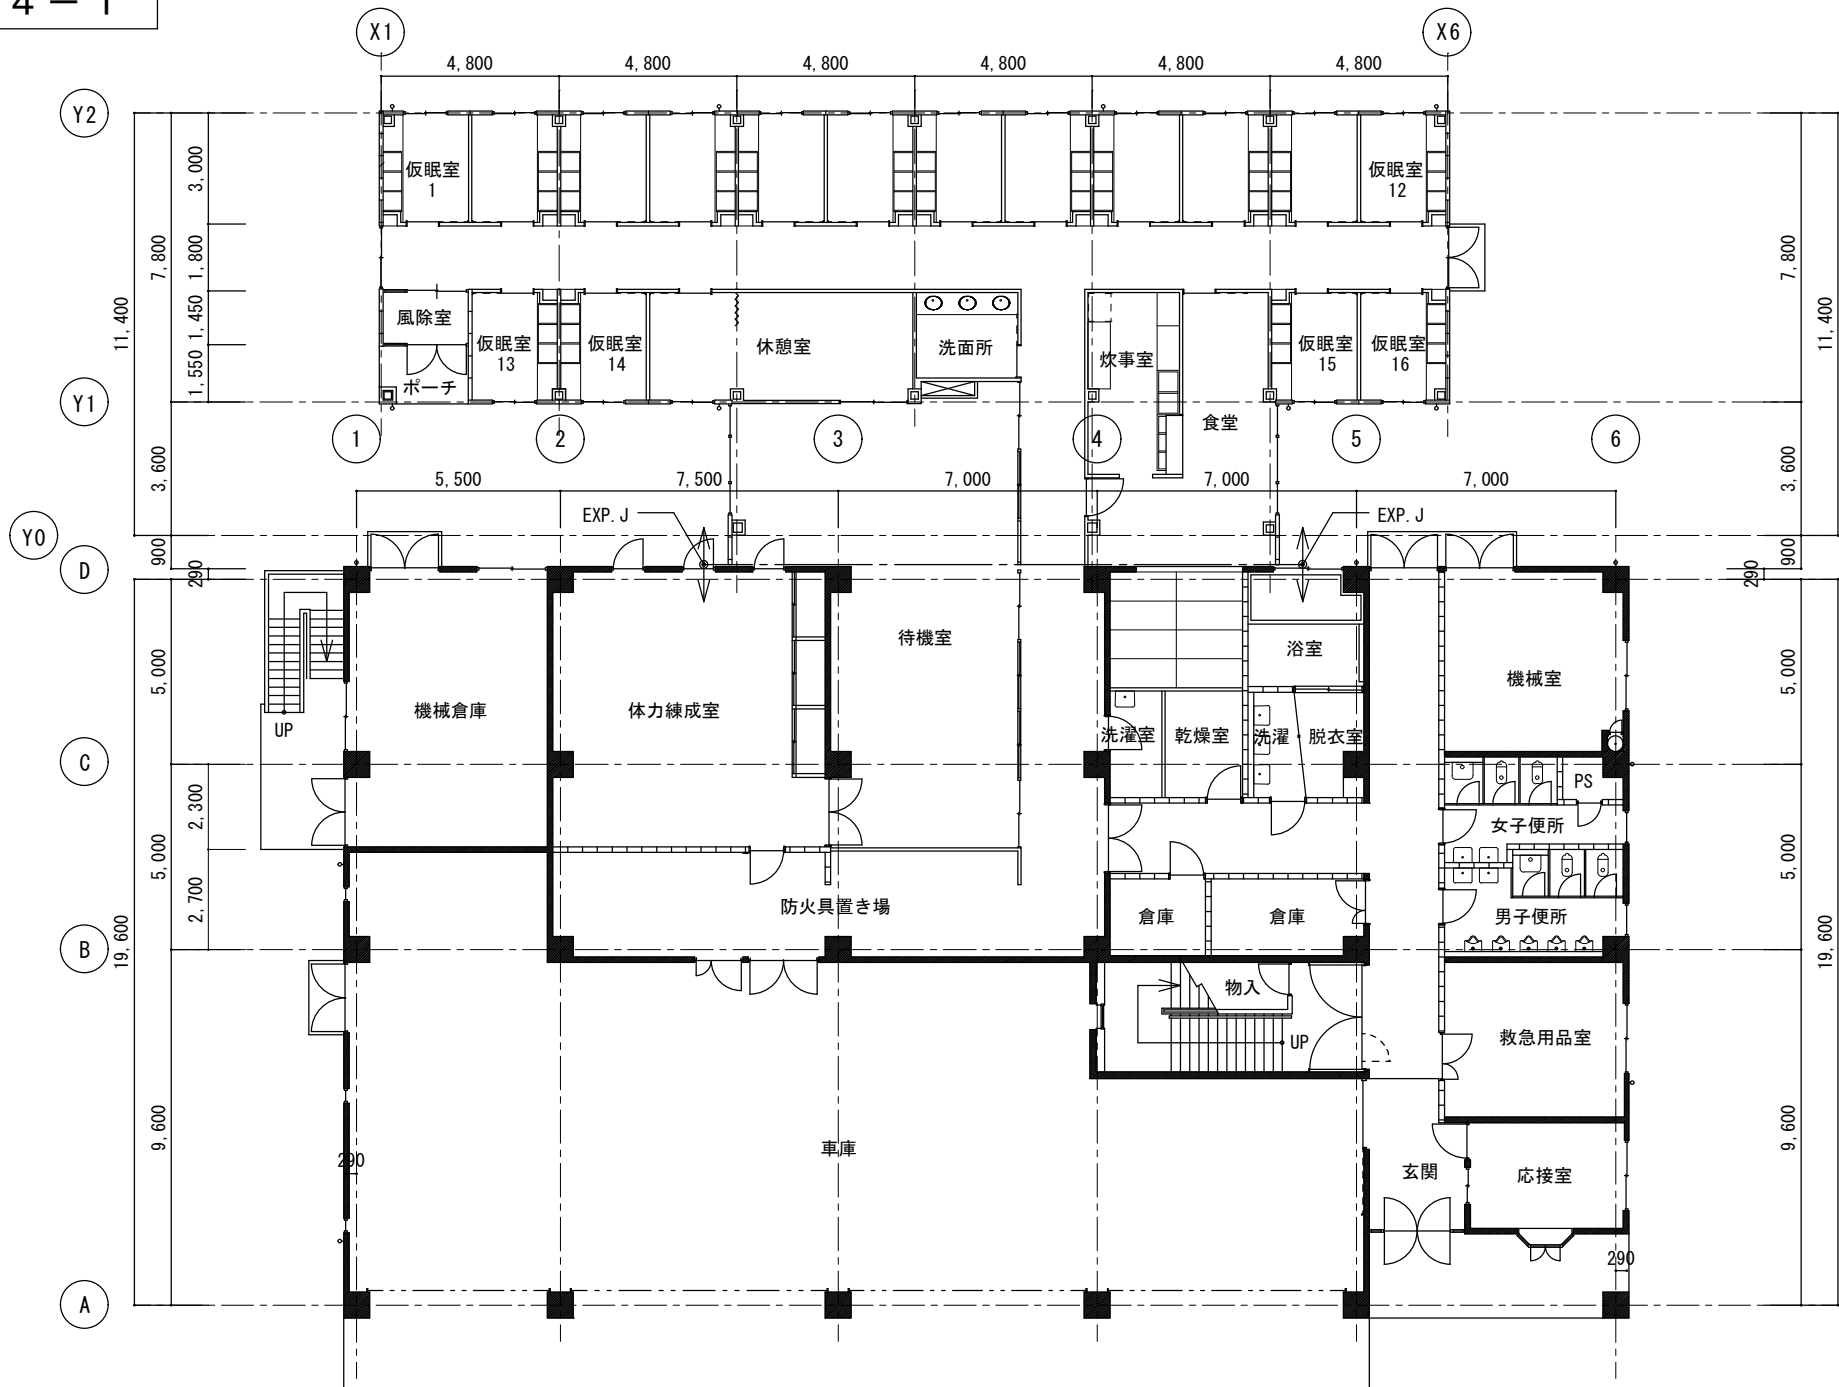 4－1
X1
X6
4,800
4,800
4,800
4,800
4,800
4,800
Y2
3,000
仮眠室
1
仮眠室
12
7,800
1,800
7,800
11,400
1,450
風除室
仮眠室
13
仮眠室
14
休憩室
洗面所
炊事室
仮眠室
15
仮眠室
16
11,400
1,550
ポーチ
Y1
食堂
1
2
3
4
5
6
3,600
5,500
7,500
7,000
7,000
7,000
3,600
EXP.J
EXP.J
Y0
900
900
D
290
290
待機室
浴室
5,000
機械倉庫
体力練成室
機械室
5,000
UP
洗濯室
乾燥室
洗濯
脱衣室
C
PS
2,300
女子便所
5,000
5,000
2,700
防火具置き場
倉庫
倉庫
男子便所
B
19,600
19,600
物入
UP
救急用品室
9,600
車庫
9,600
290
玄関
応接室
290
A